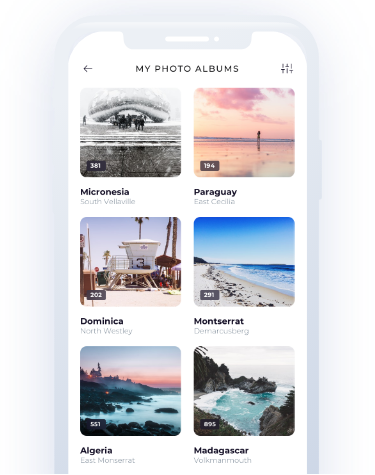 MY PHOTO ALBUMS
381
194
Micronesia
Paraguay
South Vellaville
East Cecilia
202
3
291
Dominica
Montserrat
North Westley
Demarcusberg
551
895
Algeria
Madagascar
East Monserrat
Volkmanmouth